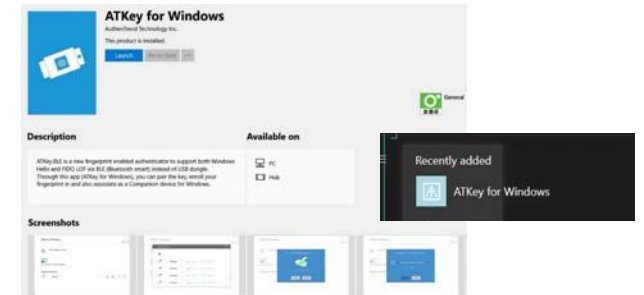 ATKey for Windows
AuthenTrend Technology Inc.
This product is installed.
Launch
General
Description
ATKey.BLE is a new fingerprint enabled authenticator to support both Windows
Hello and FIDO U2F via BLE (Bluetooth smart) instead of USB dongle.
Through this app (ATKey for Windows), you can pair the key, enroll your
fingerprint in and also associate as a Companion device for Windows.
Available on
PC
Hub
Screenshots
Recently added
ATKey for Windows